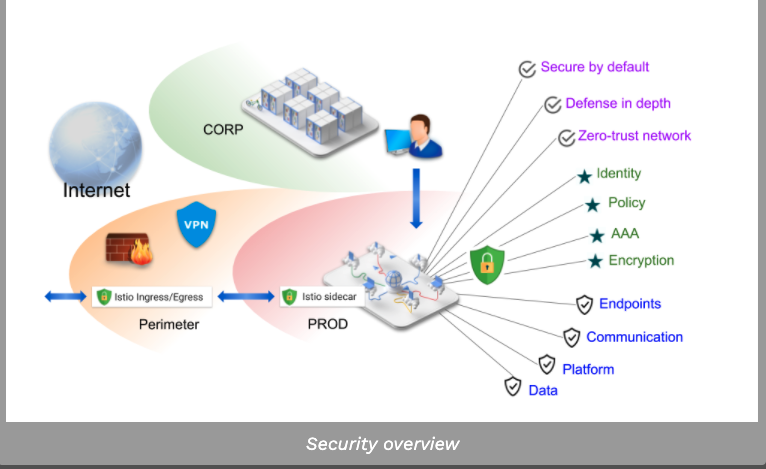 Secure by default
Defense in depth
CORP
Zero-trust network
Internet
Identity
VPN
Policy
AAA
Encryption
Istio Ingress/Egress
Istio sidecar
Endpoints
Perimeter
PROD
Communication
Platform
Data
Security overview